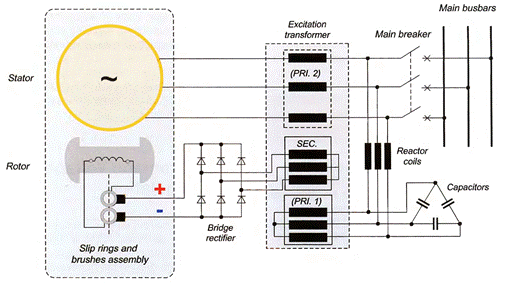 Main busbars
Excitation
transformer
Main breaker
Stator
~
(PRI. 2)
Rotor
SEC.
Reactor
coils
+
-
(PRI. 1)
Capacitors
Bridge
rectifier
Slip rings and
brushes assembly